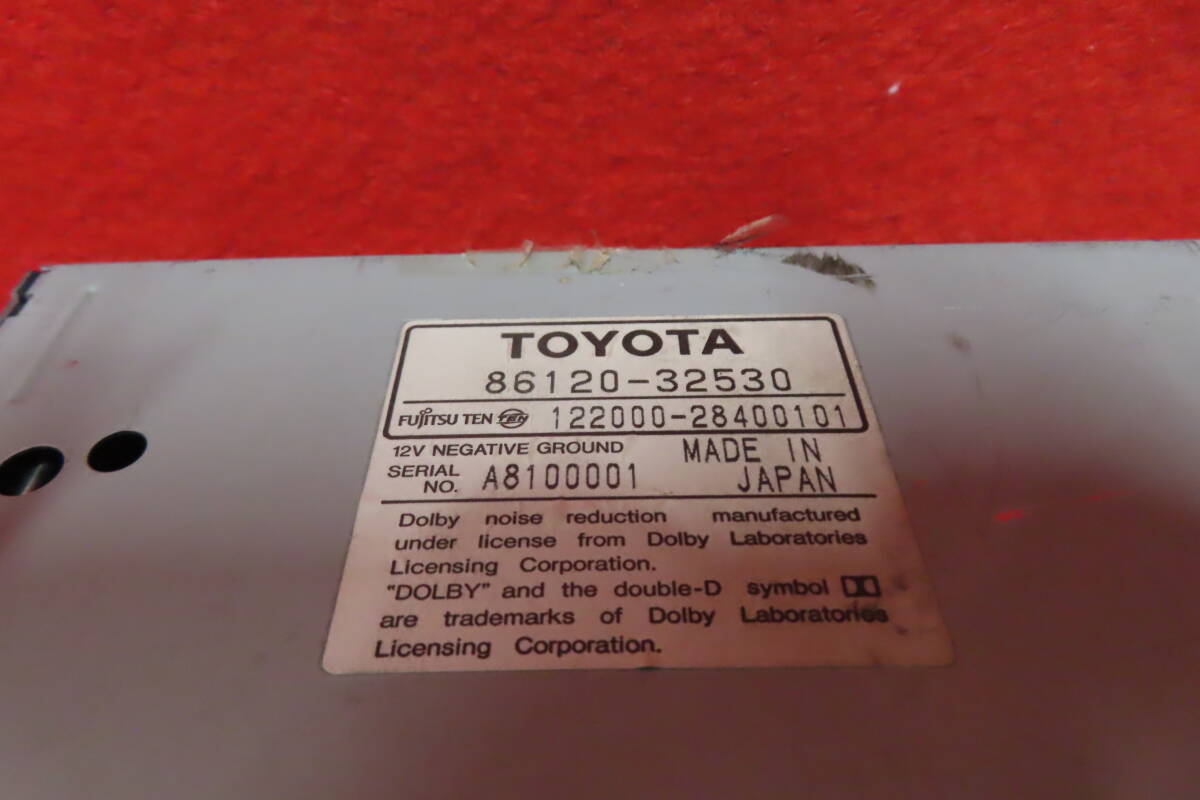 TOYOTA
86120-32530
FUJITSU TEN TEN 122000-28400101
12V NEGATIVE GROUND MADE IN
SERIAL NO. A8100001 JAPAN
Dolby noise reduction manufactured
under license from Dolby Laboratories
Licensing Corporation.
"DOLBY" and the double-D symbol
are trademarks of Dolby Laboratories
Licensing Corporation.